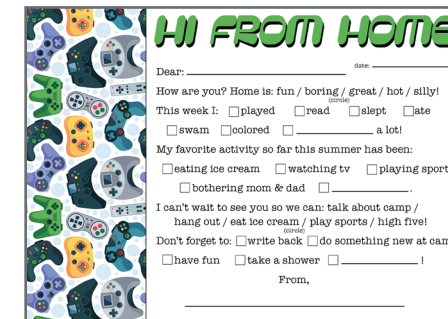 HI FROM HOME
Dear: date:
How are you? Home is: fun / boring / great / hot / silly!
(circle)
This week I: played read slept ate
swam colored a lot!
My favorite activity so far this summer has been:
eating ice cream watching tv playing sport
bothering mom & dad .
I can't wait to see you so we can: talk about camp /
hang out / eat ice cream / play sports / high five!
(circle)
Don't forget to: write back do something new at cam
have fun take a shower !
From,